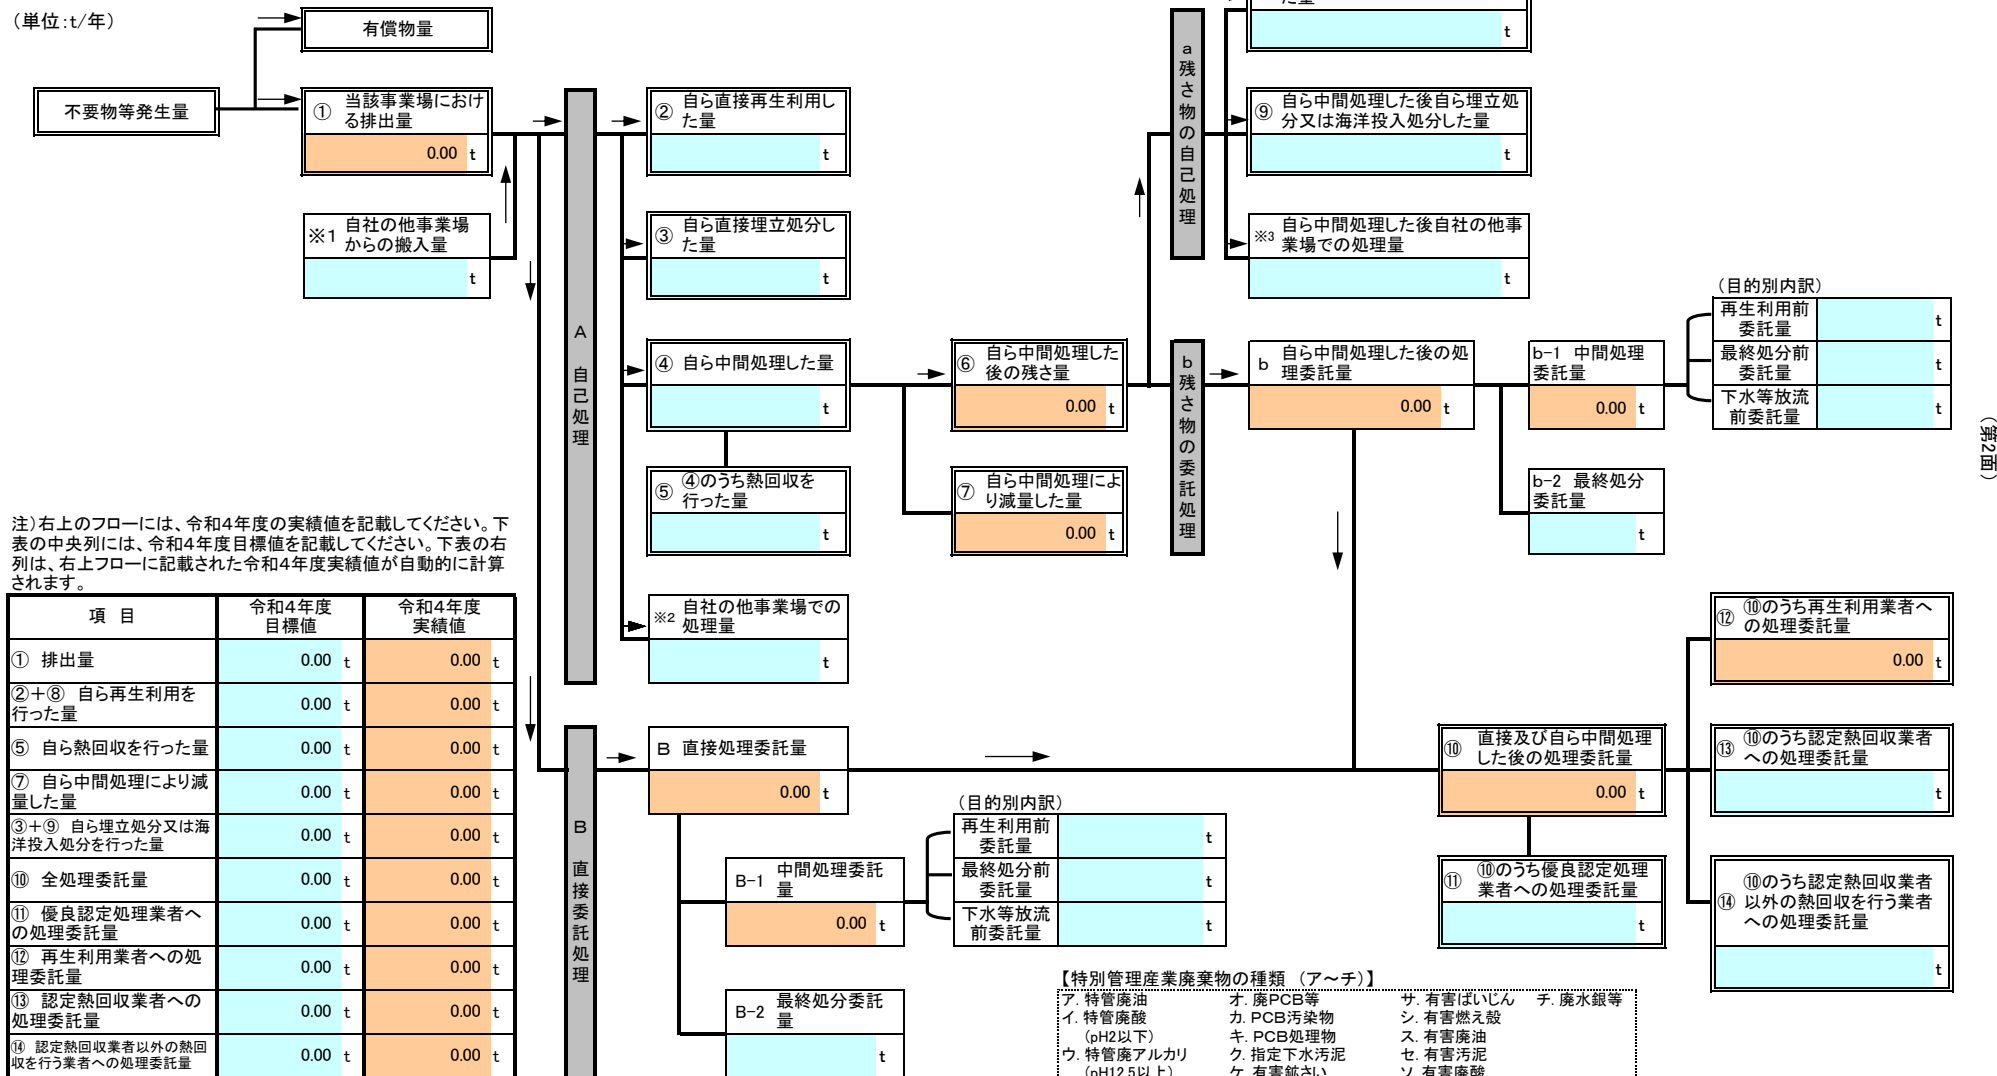 （単位：t/年）
有償物量
不要物等発生量
① 当該事業場におけ
る排出量
0.00 t
※1 自社の他事業場
からの搬入量
t
A 自己処理
② 自ら直接再生利用し
た量
t
③ 自ら直接埋立処分し
た量
t
④ 自ら中間処理した量
t
⑤ ④のうち熱回収を
行った量
t
※2 自社の他事業場での
処理量
t
⑥ 自ら中間処理した
後の残さ量
0.00 t
⑦ 自ら中間処理によ
り減量した量
0.00 t
a 残さ物の自己処理
た量
t
⑨ 自ら中間処理した後自ら埋立処
分又は海洋投入処分した量
t
※3 自ら中間処理した後自社の他事
業場での処理量
t
b 残さ物の委託処理
b 自ら中間処理した後の処
理委託量
0.00 t
b-1 中間処理
委託量
0.00 t
b-2 最終処分
委託量
t
（目的別内訳）
再生利用前
委託量
t
最終処分前
委託量
t
下水等放流
前委託量
t
（第2面）
注）右上のフローには、令和4年度の実績値を記載してください。下
表の中央列には、令和4年度目標値を記載してください。下表の右
列は、右上フローに記載された令和4年度実績値が自動的に計算
されます。
項 目 令和4年度
目標値 令和4年度
実績値
① 排出量 0.00 t 0.00 t
②＋⑧ 自ら再生利用を
行った量 0.00 t 0.00 t
⑤ 自ら熱回収を行った量 0.00 t 0.00 t
⑦ 自ら中間処理により減
量した量 0.00 t 0.00 t
③＋⑨ 自ら埋立処分又は海
洋投入処分を行った量 0.00 t 0.00 t
⑩ 全処理委託量 0.00 t 0.00 t
⑪ 優良認定処理業者へ
の処理委託量 0.00 t 0.00 t
⑫ 再生利用業者への処
理委託量 0.00 t 0.00 t
⑬ 認定熱回収業者への
処理委託量 0.00 t 0.00 t
⑭ 認定熱回収業者以外の熱回
収を行う業者への処理委託量 0.00 t 0.00 t
B 直接委託処理
B 直接処理委託量
0.00 t
B-1 中間処理委託
量
0.00 t
B-2 最終処分委託
量
t
（目的別内訳）
再生利用前
委託量
t
最終処分前
委託量
t
下水等放流
前委託量
t
⑩ 直接及び自ら中間処理
した後の処理委託量
0.00 t
⑪ ⑩のうち優良認定処理
業者への処理委託量
t
⑫ ⑩のうち再生利用業者へ
の処理委託量
0.00 t
⑬ ⑩のうち認定熱回収業者
への処理委託量
t
⑭ ⑩のうち認定熱回収業者
以外の熱回収を行う業者
への処理委託量
t
【特別管理産業廃棄物の種類 （ア～チ）】
ア. 特管廃油 オ. 廃PCB等 サ. 有害ばいじん チ. 廃水銀等
イ. 特管廃酸 カ. PCB汚染物 シ. 有害燃え殻
（pH2以下） キ. PCB処理物 ス. 有害廃油
ウ. 特管廃アルカリ ク. 指定下水汚泥 セ. 有害汚泥
（pH12.5以上） ケ. 有害鉱さい ソ. 有害廃酸